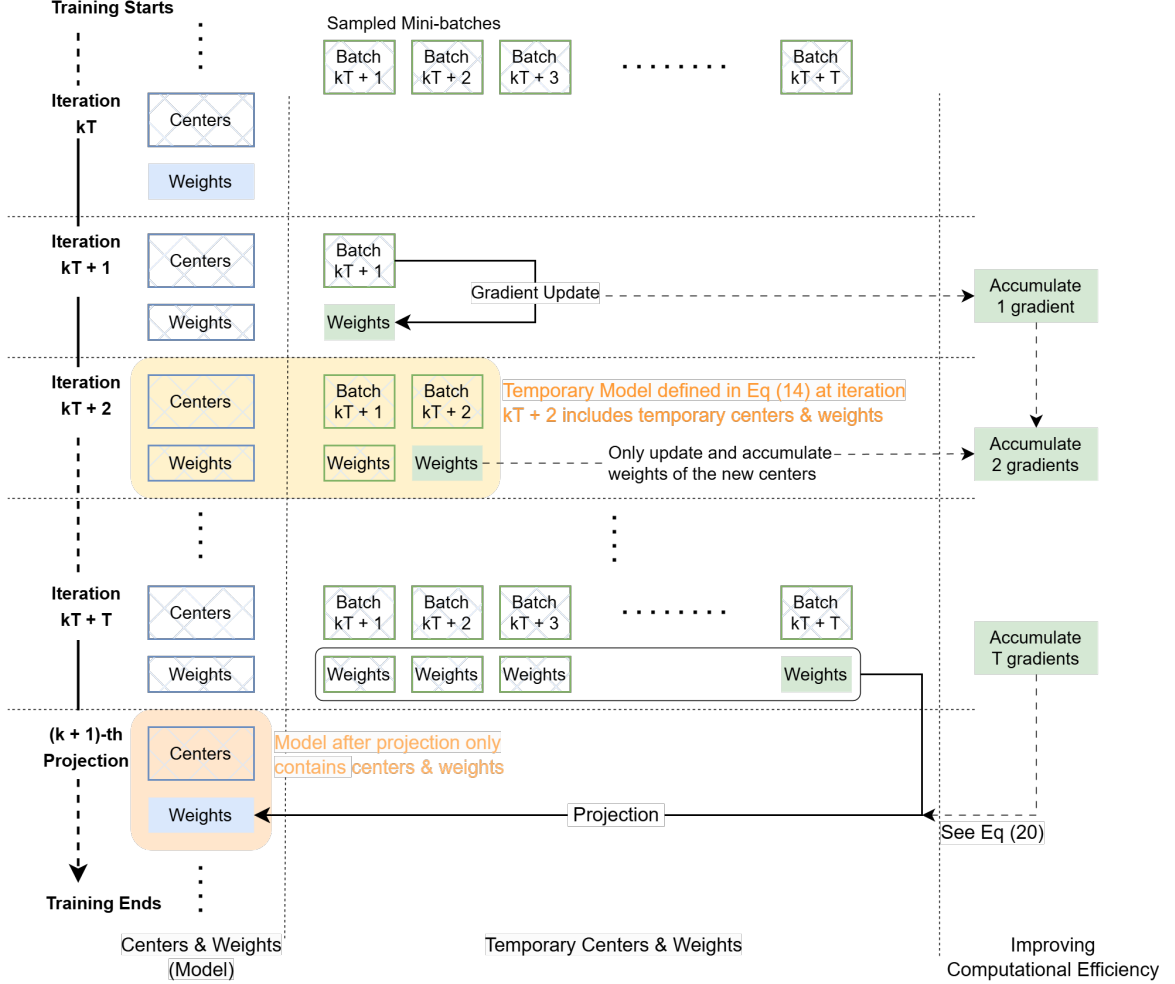 Training Starts
Sampled Mini-batches
Batch
kT + 1
Batch
kT + 2
Batch
kT + 3
Batch
kT + T
Iteration
kT
Centers
Weights
Iteration
kT + 1
Centers
Batch
kT + 1
Gradient Update
Accumulate
1 gradient
Weights
Weights
Iteration
kT + 2
Centers
Batch
kT + 1
Batch
kT + 2
Temporary Model defined in Eq (14) at iteration
kT + 2 includes temporary centers & weights
Weights
Weights
Weights
Only update and accumulate
weights of the new centers
Accumulate
2 gradients
Iteration
kT + T
Centers
Batch
kT + 1
Batch
kT + 2
Batch
kT + 3
Batch
kT + T
Accumulate
T gradients
Weights
Weights
Weights
Weights
Weights
(k + 1)-th
Projection
Centers
Model after projection only
contains centers & weights
Weights
Projection
See Eq (20)
Training Ends
Centers & Weights
(Model)
Temporary Centers & Weights
Improving
Computational Efficiency